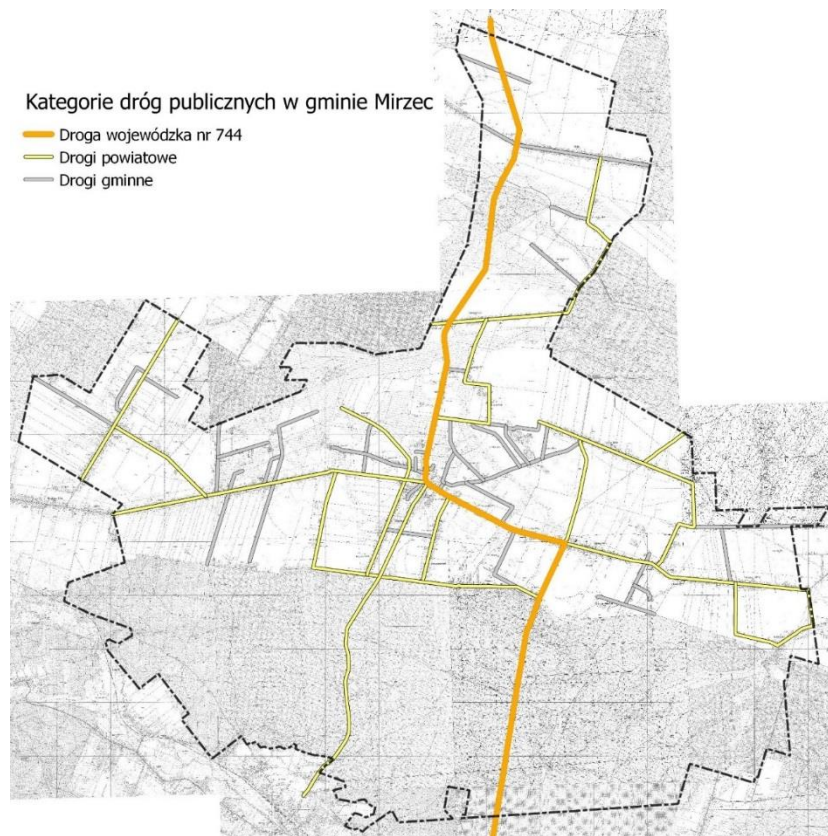 Kategorie dróg publicznych w gminie Mirzec
Droga wojewódzka nr 744
Drogi powiatowe
Drogi gminne